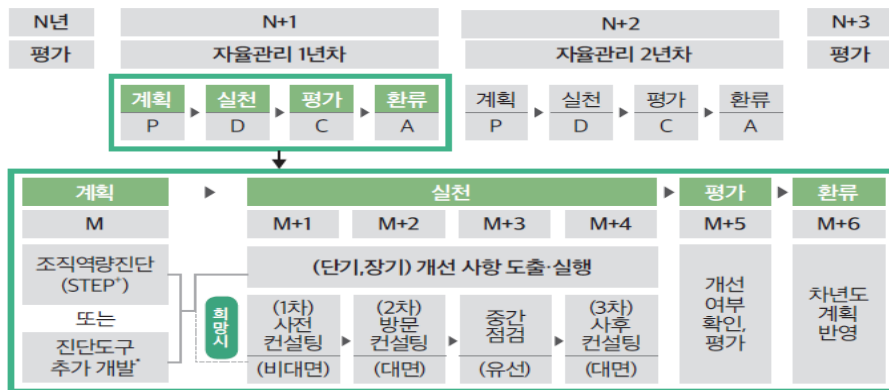 N년 N+1 N+2 N+3
평가 자율관리 1년차 자율관리 2년차 평가
계획 ▶ 실천 ▶ 평가 ▶ 환류 계획 ▶ 실천 ▶ 평가 ▶ 환류
P D C A P D C A
계획 ▶ 실천 ▶ 평가 ▶ 환류
M M+1 M+2 M+3 M+4 M+5 M+6
조직역량진단
(STEP⁺)
또는
진단도구
추가 개발*
(단기,장기) 개선 사항 도출·실행
희망시
(1차)
사전
컨설팅
(비대면)
(2차)
방문
컨설팅
(대면)
중간
점검
(유선)
(3차)
사후
컨설팅
(대면)
개선
여부
확인,
평가
차년도
계획
반영